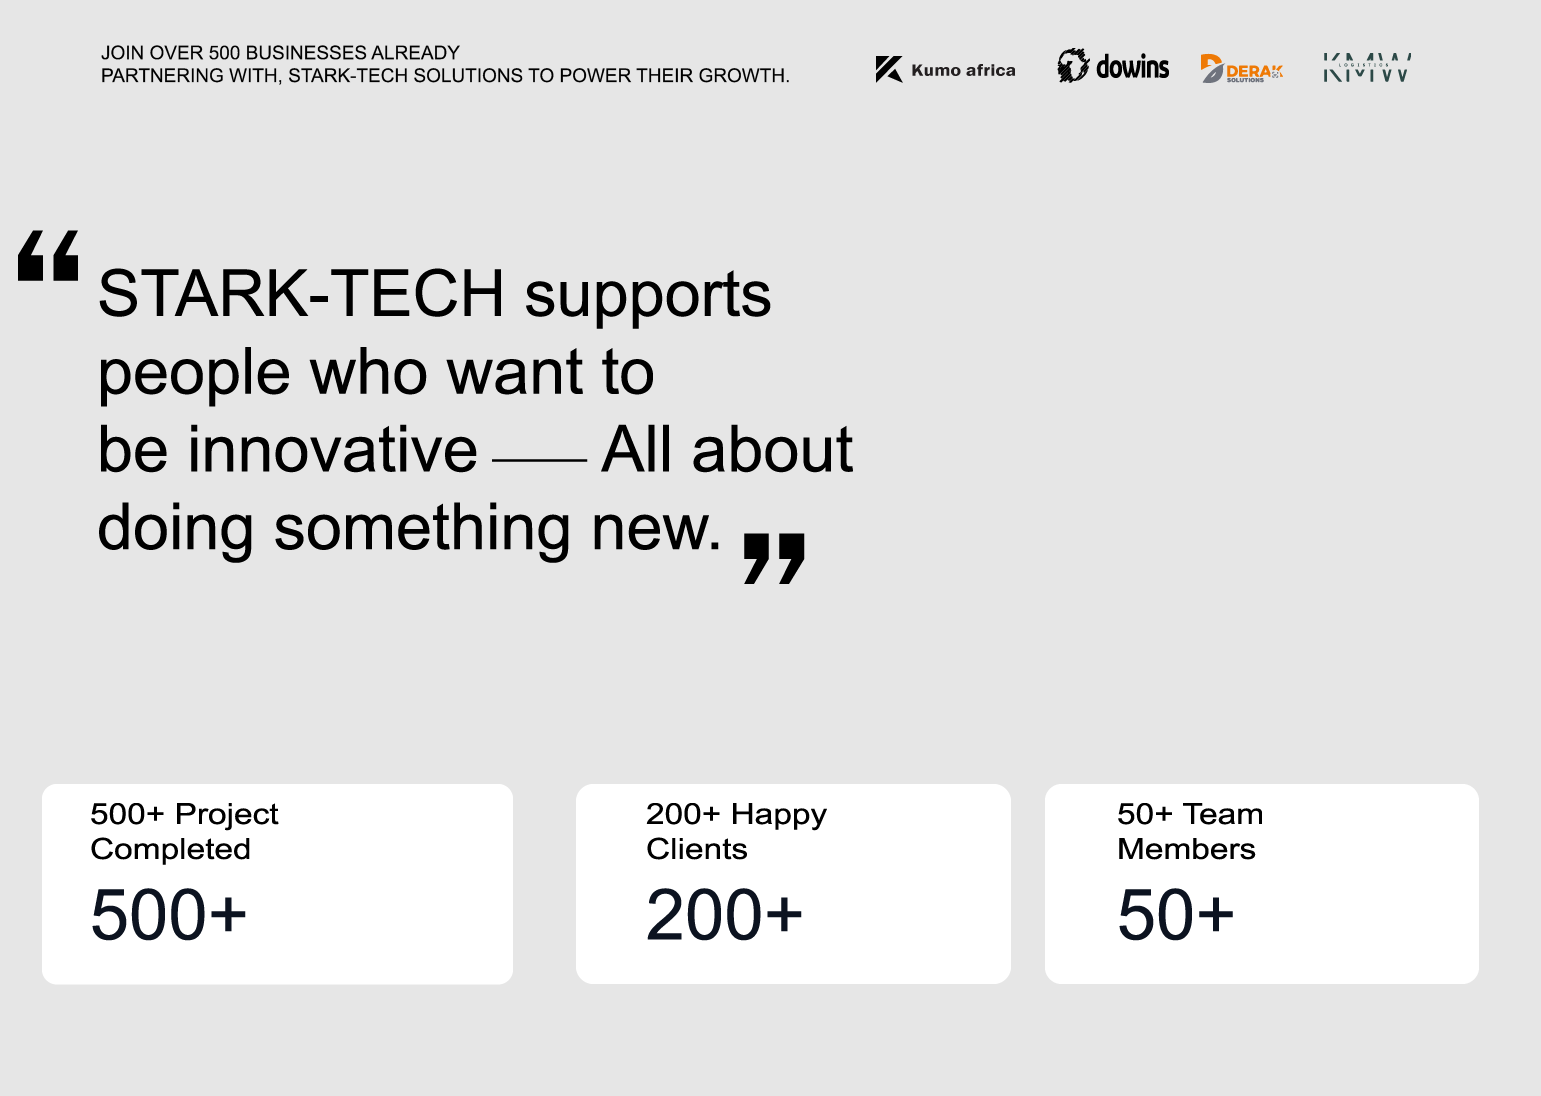 JOIN OVER 500 BUSINESSES ALREADY
PARTNERING WITH, STARK-TECH SOLUTIONS TO POWER THEIR GROWTH.
Kumo africa
dowins
DERAK
SOLUTIONS
KMW
LOGISTICS
“STARK-TECH supports
people who want to
be innovative — All about
doing something new.”
500+ Project
Completed
500+
200+ Happy
Clients
200+
50+ Team
Members
50+